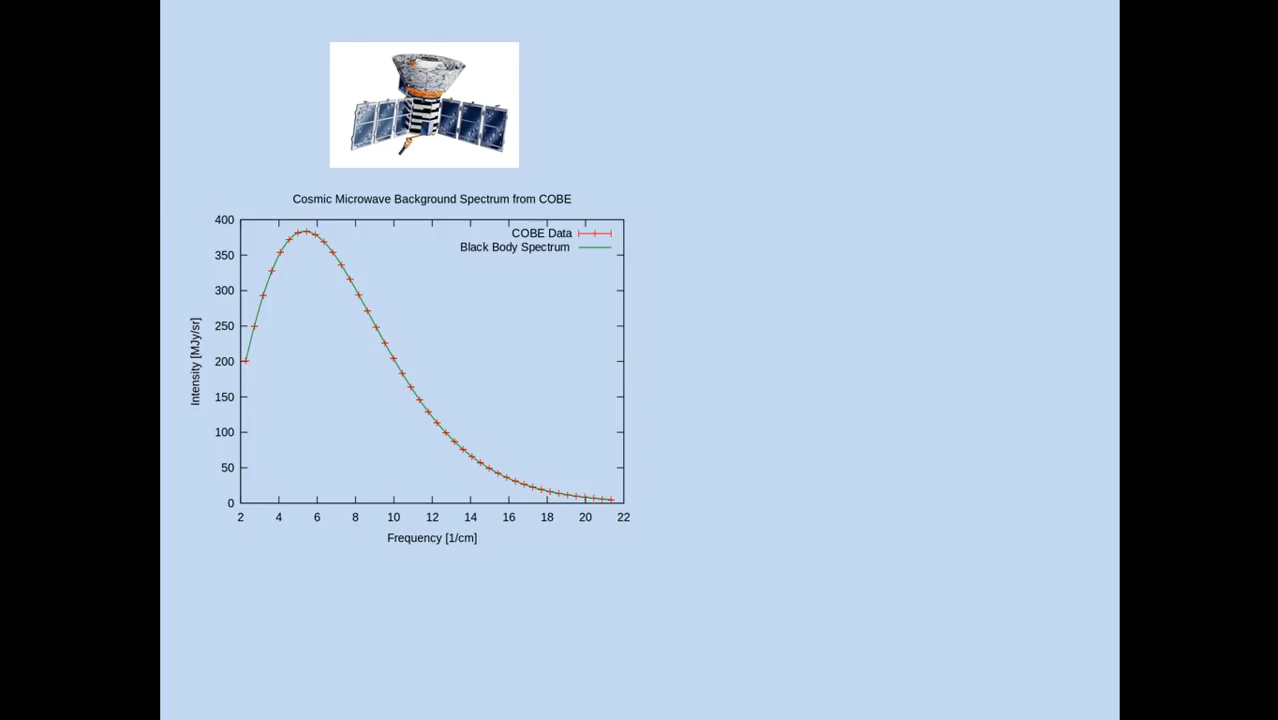 Cosmic Microwave Background Spectrum from COBE
400
350
300
250
200
150
100
50
0
COBE Data
Black Body Spectrum
Intensity [MJy/sr]
2 4 6 8 10 12 14 16 18 20 22
Frequency [1/cm]